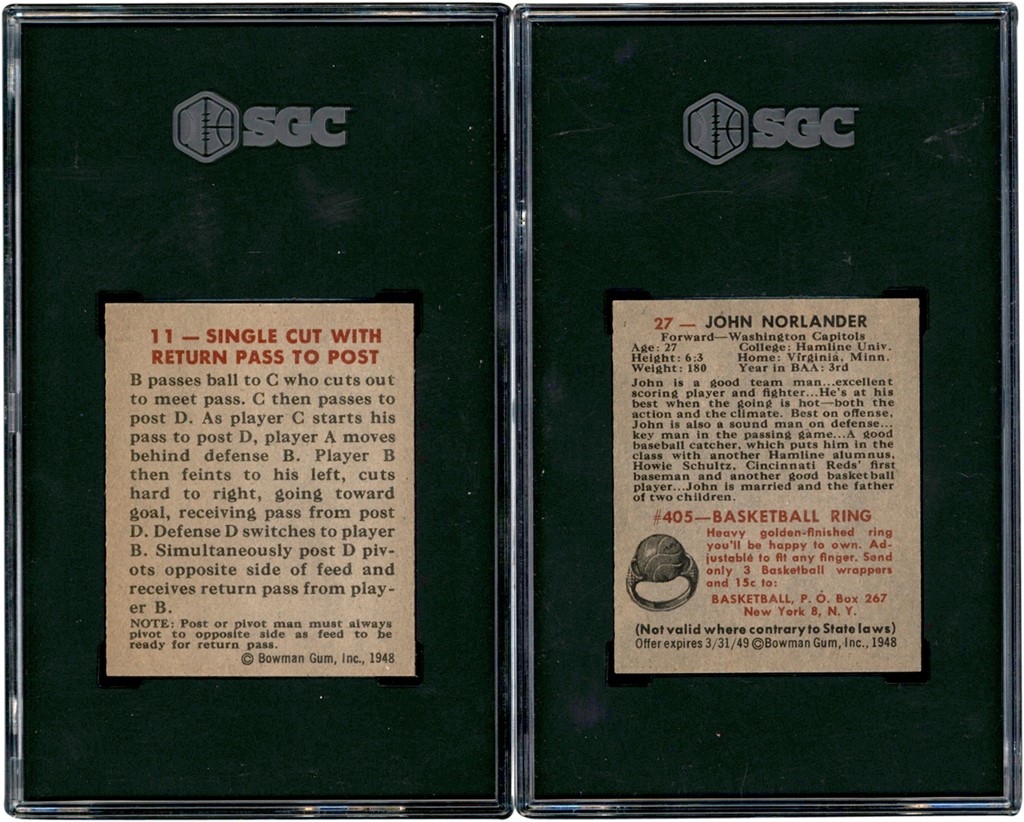 SGC
11 — SINGLE CUT WITH
RETURN PASS TO POST
B passes ball to C who cuts out
to meet pass. C then passes to
post D. As player C starts his
pass to post D, player A moves
behind defense B. Player B
then feints to his left, cuts
hard to right, going toward
goal, receiving pass from post
D. Defense D switches to player
B. Simultaneously post D piv-
ots opposite side of feed and
receives return pass from play-
er B.
NOTE: Post or pivot man must always
pivot to opposite side as feed to be
ready for return pass.
© Bowman Gum, Inc., 1948
SGC
27 — JOHN NORLANDER
Forward—Washington Capitols
Age: 27 College: Hamline Univ.
Height: 6:3 Home: Virginia, Minn.
Weight: 180 Year in BAA: 3rd
John is a good team man...excellent
scoring player and fighter...He's at his
best when the going is hot—both the
action and the climate. Best on offense,
John is also a sound man on defense...
key man in the passing game...A good
baseball catcher, which puts him in the
class with another Hamline alumnus,
Howie Schultz, Cincinnati Reds' first
baseman and another good basketball
player...John is married and the father
of two children.
#405—BASKETBALL RING
Heavy golden-finished ring
you'll be happy to own. Ad-
justable to fit any finger. Send
only 3 Basketball wrappers
and 15c to:
BASKETBALL, P. O. Box 267
New York 8, N. Y.
(Not valid where contrary to State laws)
Offer expires 3/31/49 © Bowman Gum, Inc., 1948